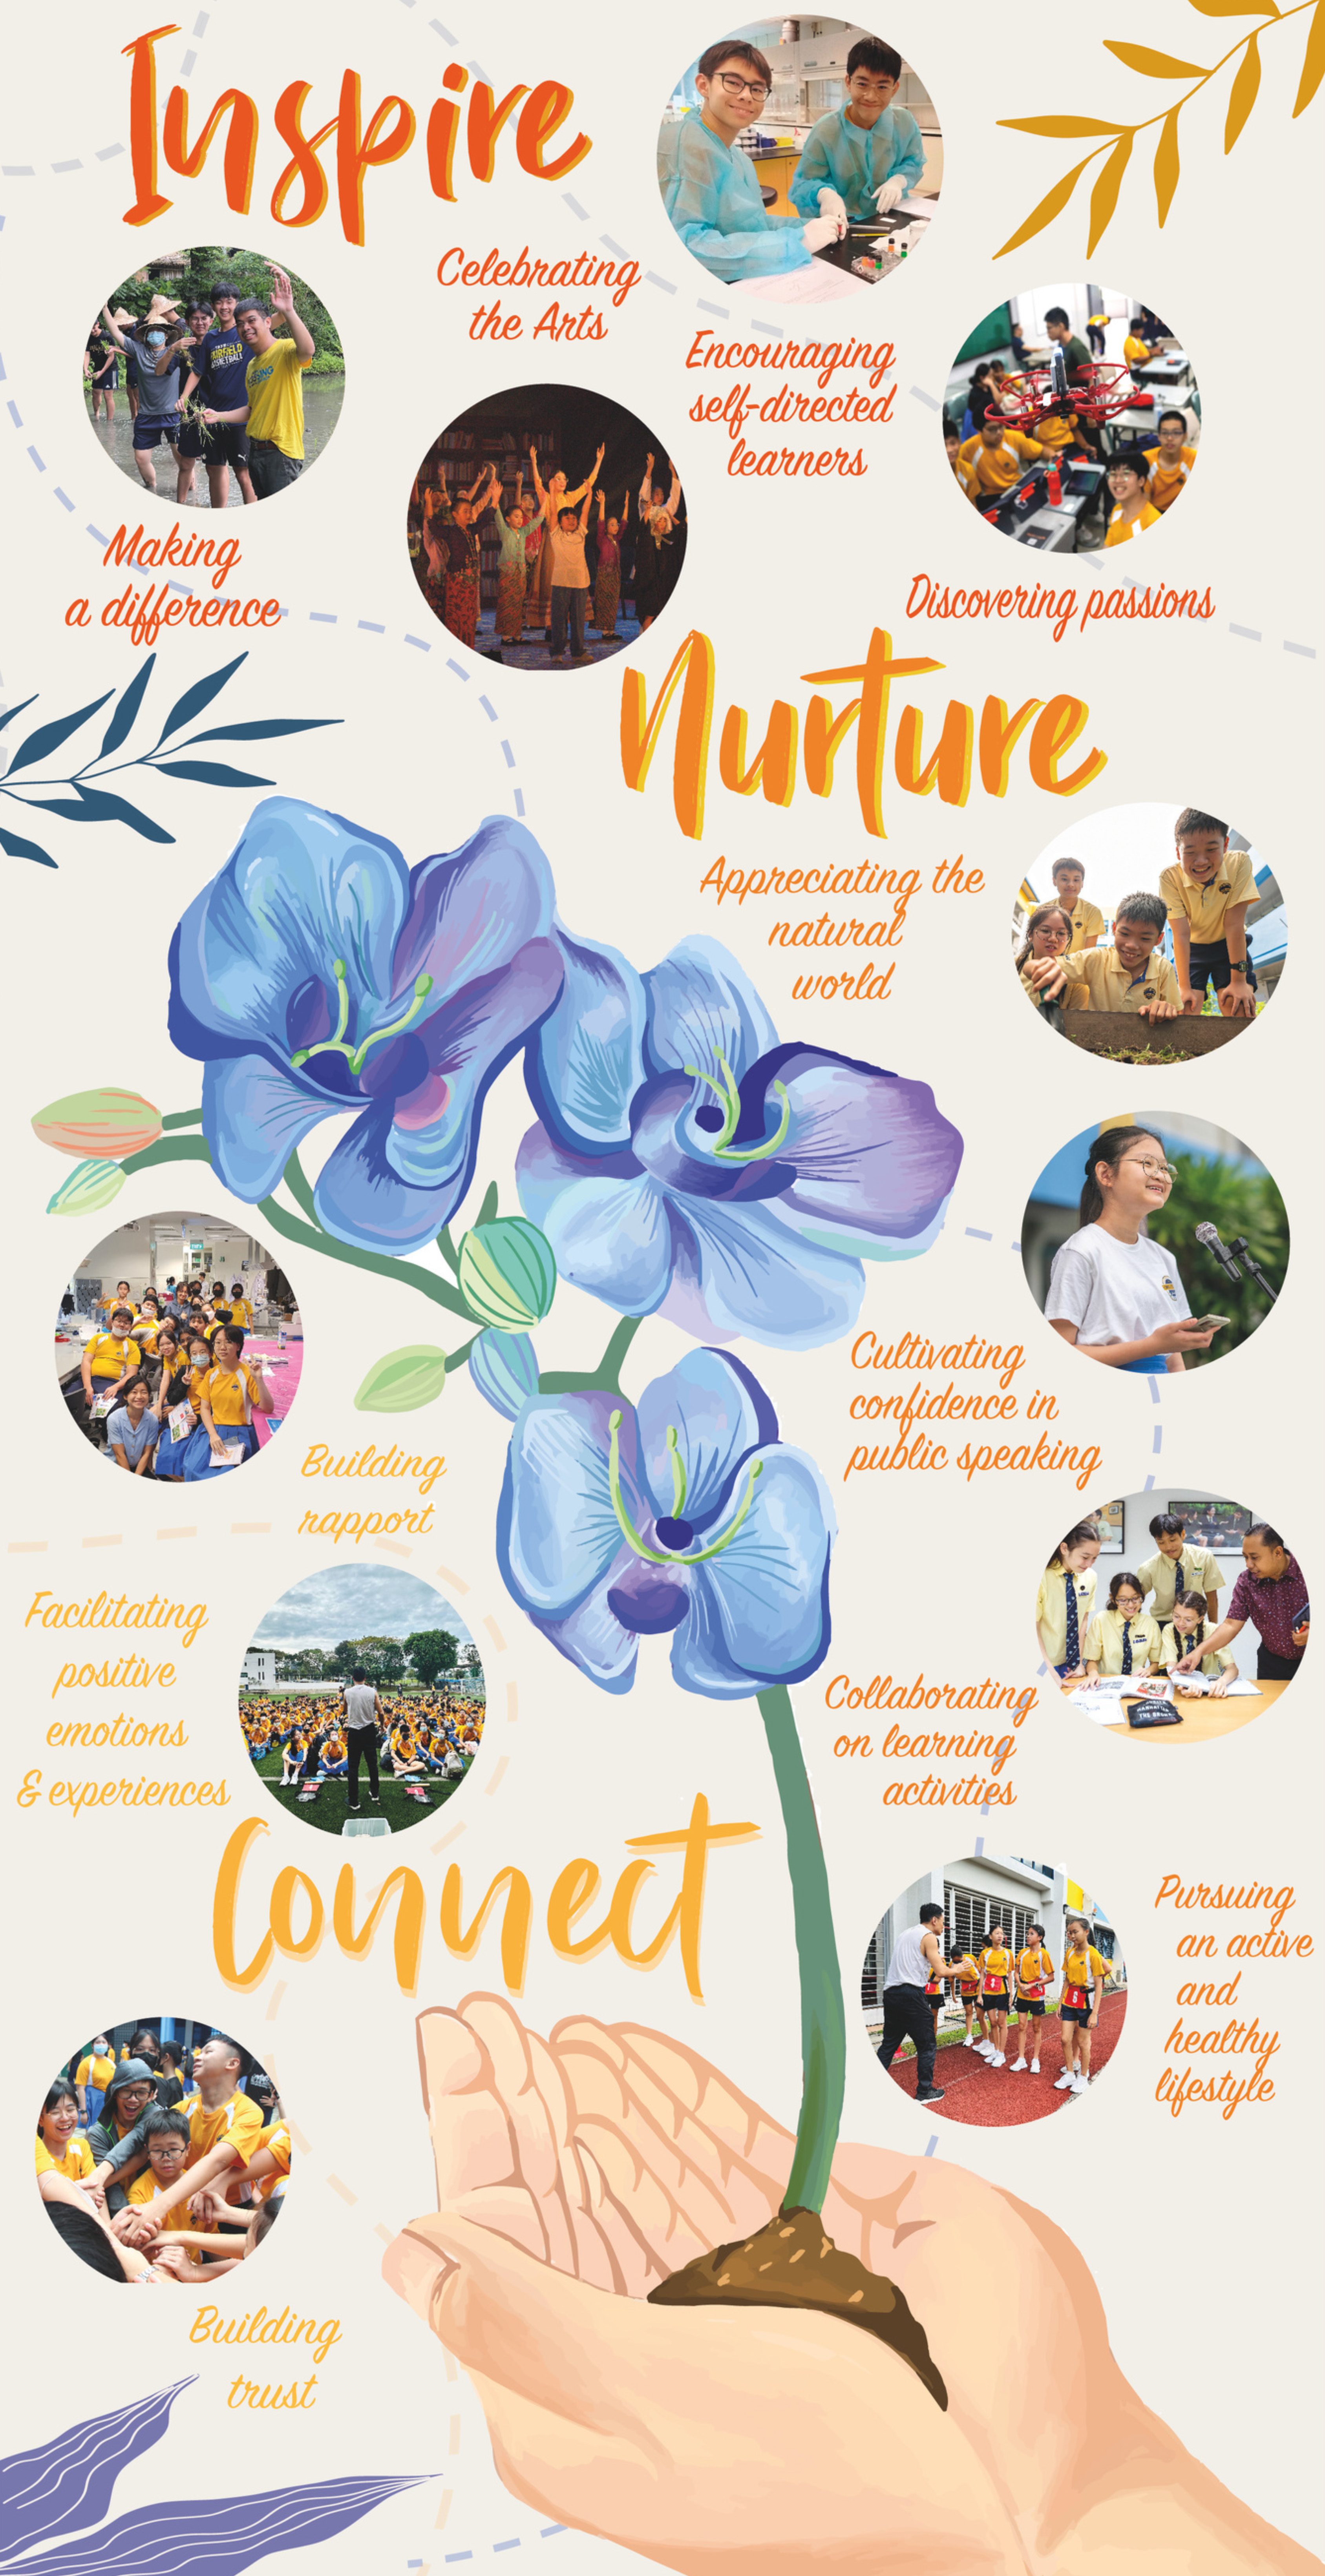 Inspire
Celebrating
the Arts
Encouraging
self-directed
learners
Making
a difference
Discovering passions
Nurture
Appreciating the
natural
world
Cultivating
confidence in
public speaking
Building
rapport
Facilitating
positive
emotions
& experiences
Collaborating
on learning
activities
Connect
Pursuing
an active
and
healthy
lifestyle
Building
trust